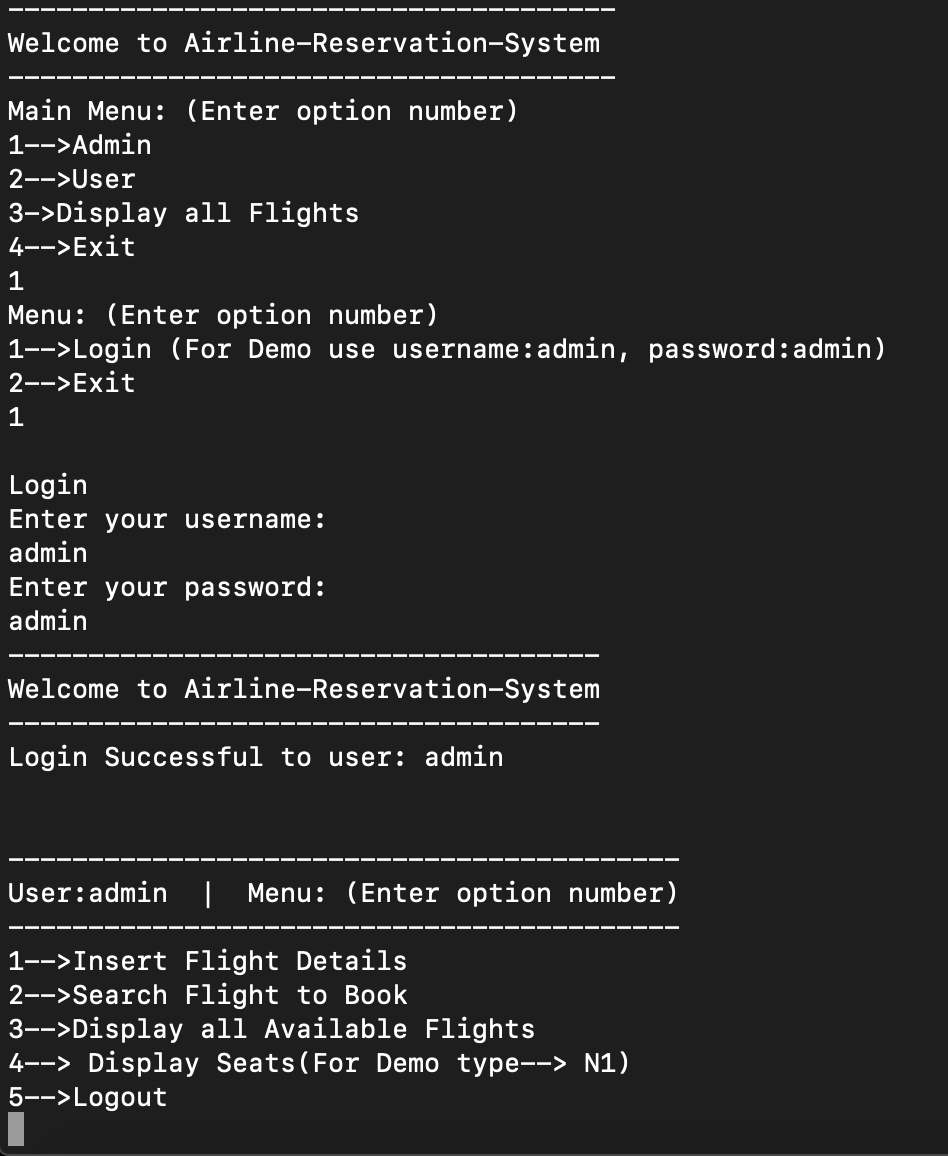 --------------------------------------
Welcome to Airline-Reservation-System
--------------------------------------
Main Menu: (Enter option number)
1-->Admin
2-->User
3->Display all Flights
4-->Exit
1
Menu: (Enter option number)
1-->Login (For Demo use username:admin, password:admin)
2-->Exit
1
Login
Enter your username:
admin
Enter your password:
admin
-------------------------------------
Welcome to Airline-Reservation-System
-------------------------------------
Login Successful to user: admin
------------------------------------------
User:admin  |  Menu: (Enter option number)
------------------------------------------
1-->Insert Flight Details
2-->Search Flight to Book
3-->Display all Available Flights
4--> Display Seats(For Demo type--> N1)
5-->Logout